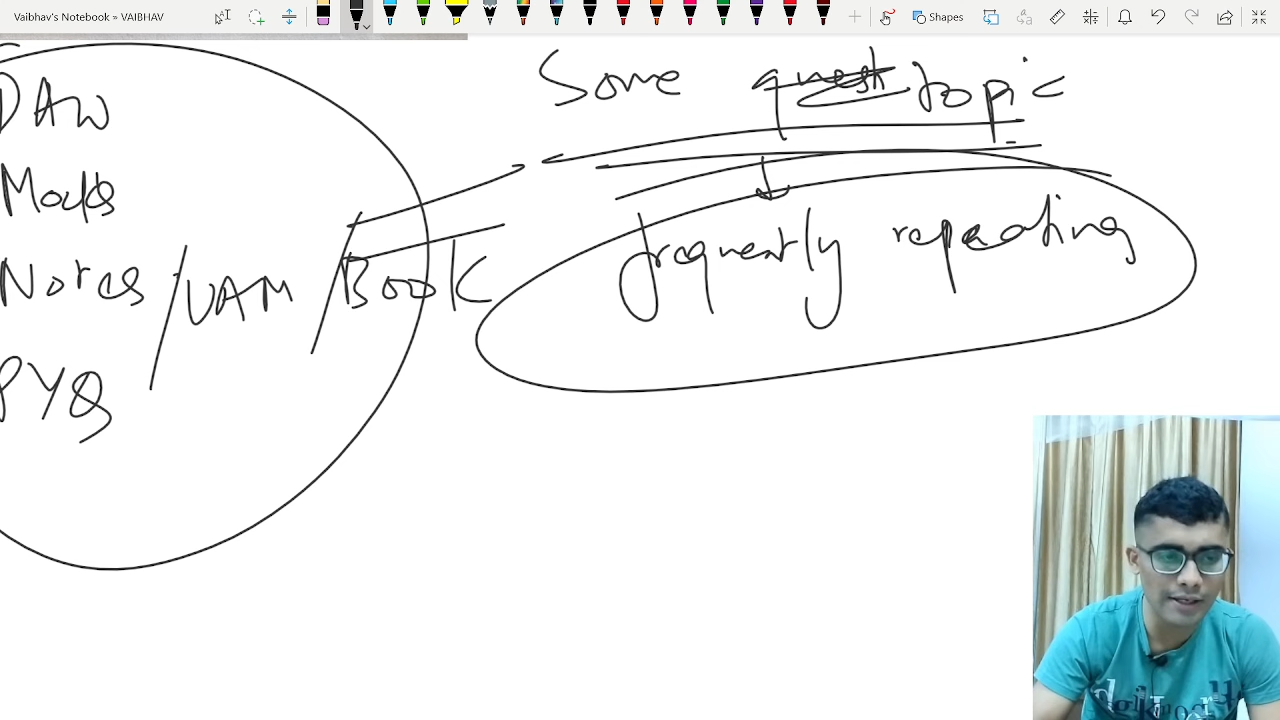 Vaibhav's Notebook - VAIBHAV
Shapes
DAW
Mocks
Notes / VAM / Book
PYQ
Some quest topic
frequently repeating